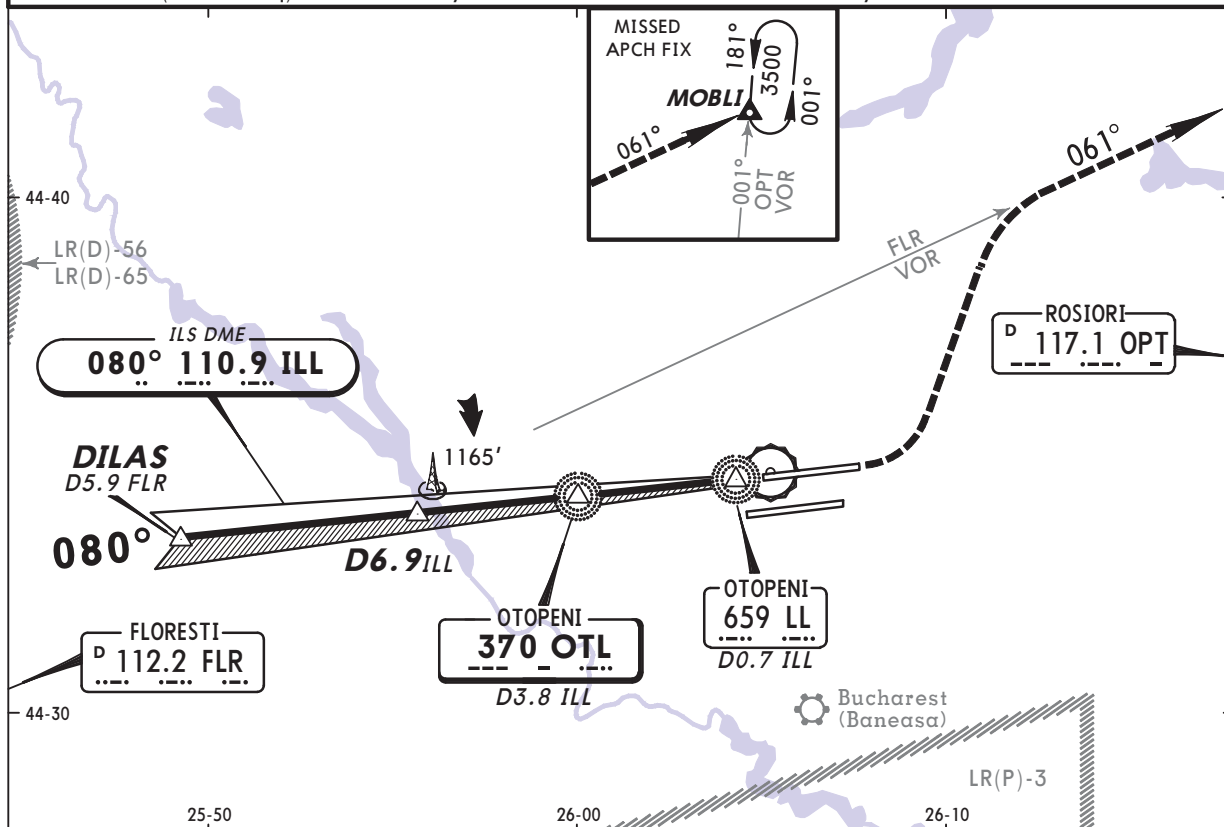 MISSED
APCH FIX
181°
3500
001°
MOBLI
061°
001°
OPT
VOR
061°
44-40
LR(D)-56
LR(D)-65
FLR
VOR
ILS DME
080° 110.9 ILL
ROSIORI
D 117.1 OPT
1165'
DILAS
D5.9 FLR
080°
D6.9 ILL
OTOPENI
659 LL
D0.7 ILL
OTOPENI
370 OTL
D3.8 ILL
FLORESTI
D 112.2 FLR
44-30
Bucharest
(Baneasa)
LR(P)-3
25-50
26-00
26-10